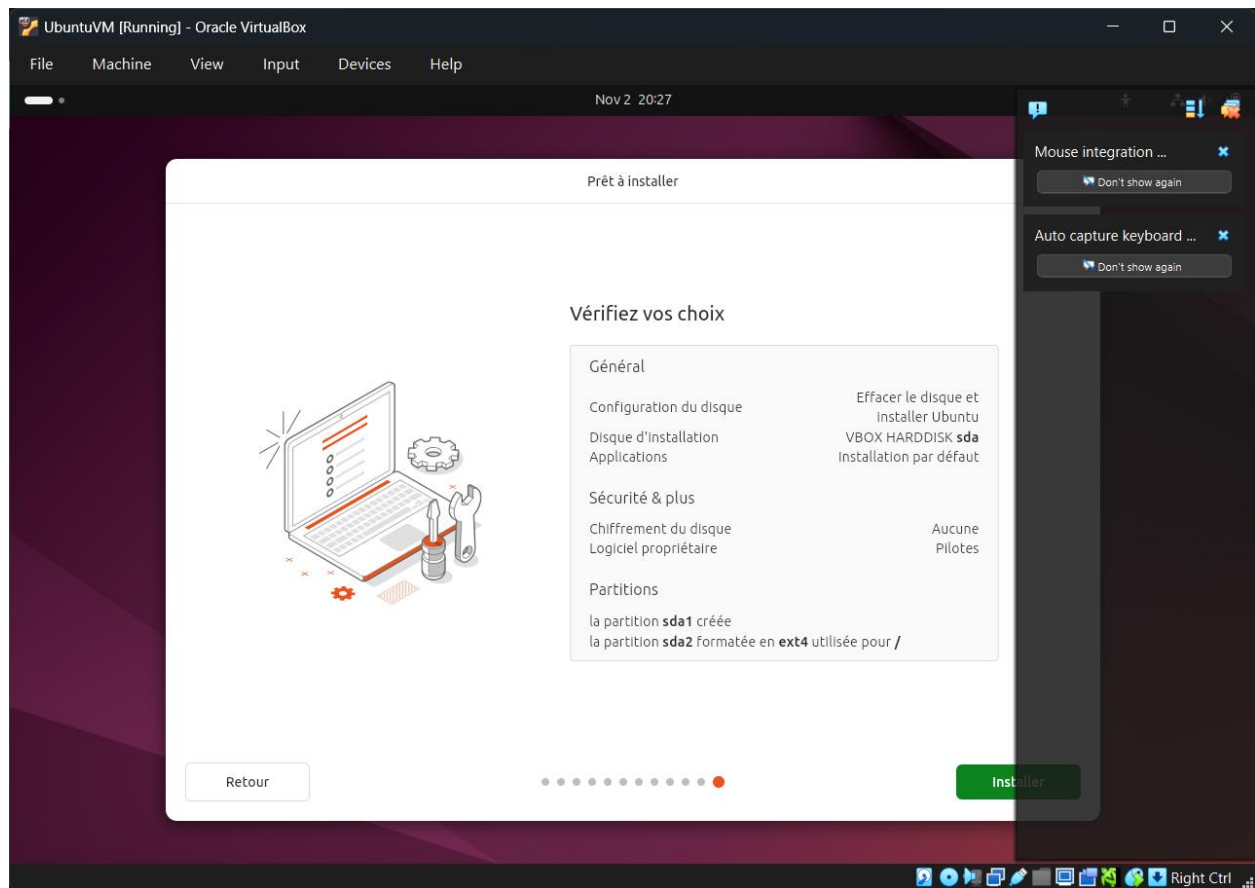 UbuntuVM [Running] - Oracle VirtualBox
File Machine View Input Devices Help
Nov 2 20:27
Mouse integration ...
Don't show again
Auto capture keyboard ...
Don't show again
Prêt à installer
Vérifiez vos choix
Général
Configuration du disque Effacer le disque et
installer Ubuntu
Disque d'installation VBOX HARDDISK sda
Applications Installation par défaut
Sécurité & plus
Chiffrement du disque Aucune
Logiciel propriétaire Pilotes
Partitions
la partition sda1 créée
la partition sda2 formatée en ext4 utilisée pour /
Retour Installer
Right Ctrl